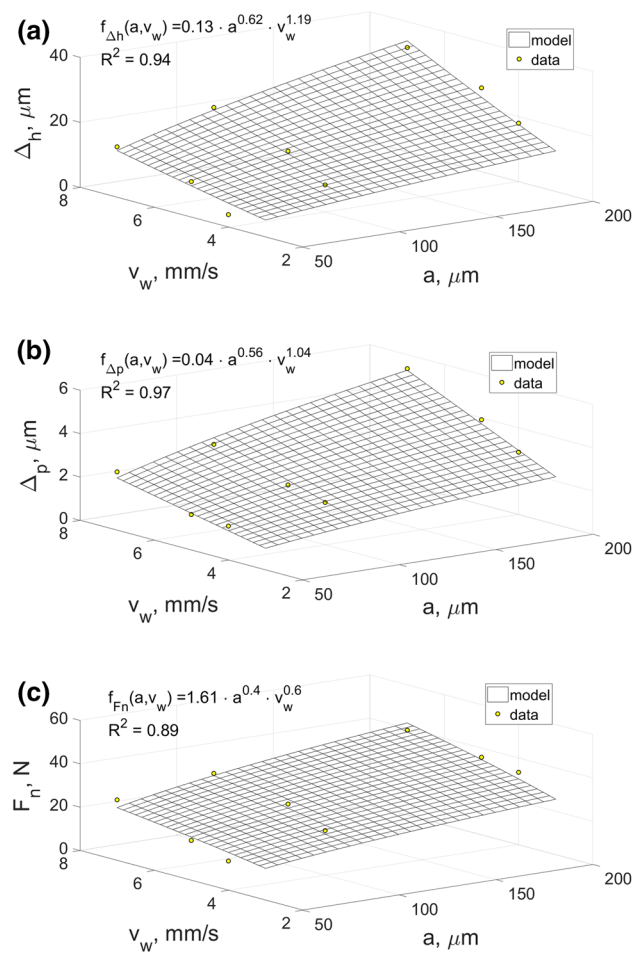 (a)
f_Δh(a,v_w) =0.13 · a^0.62 · v_w^1.19
R^2 = 0.94
model
data
40
20
0
Δ_h, μm
8
6
4
2
v_w, mm/s
50
100
150
200
a, μm
(b)
f_Δp(a,v_w) =0.04 · a^0.56 · v_w^1.04
R^2 = 0.97
model
data
6
4
2
0
Δ_p, μm
8
6
4
2
v_w, mm/s
50
100
150
200
a, μm
(c)
f_Fn(a,v_w) =1.61 · a^0.4 · v_w^0.6
R^2 = 0.89
model
data
60
40
20
0
F_n, N
8
6
4
2
v_w, mm/s
50
100
150
200
a, μm